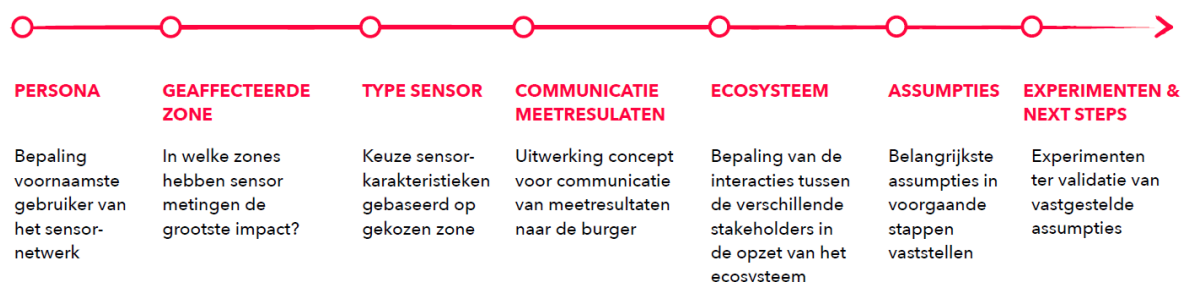 PERSONA
Bepaling
voornaamste
gebruiker van
het sensor-
netwerk
GEAFFECTEERDE
ZONE
In welke zones
hebben sensor
metingen de
grootste impact?
TYPE SENSOR
Keuze sensor-
karakteristieken
gebaseerd op
gekozen zone
COMMUNICATIE
MEETRESULATEN
Uitwerking concept
voor communicatie
van meetresultaten
naar de burger
ECOSYSTEEM
Bepaling van de
interacties tussen
de verschillende
stakeholders in
de opzet van het
ecosysteem
ASSUMPTIES
Belangrijkste
assumpties in
voorgaande
stappen
vaststellen
EXPERIMENTEN &
NEXT STEPS
Experimenten
ter validatie van
vastgestelde
assumpties